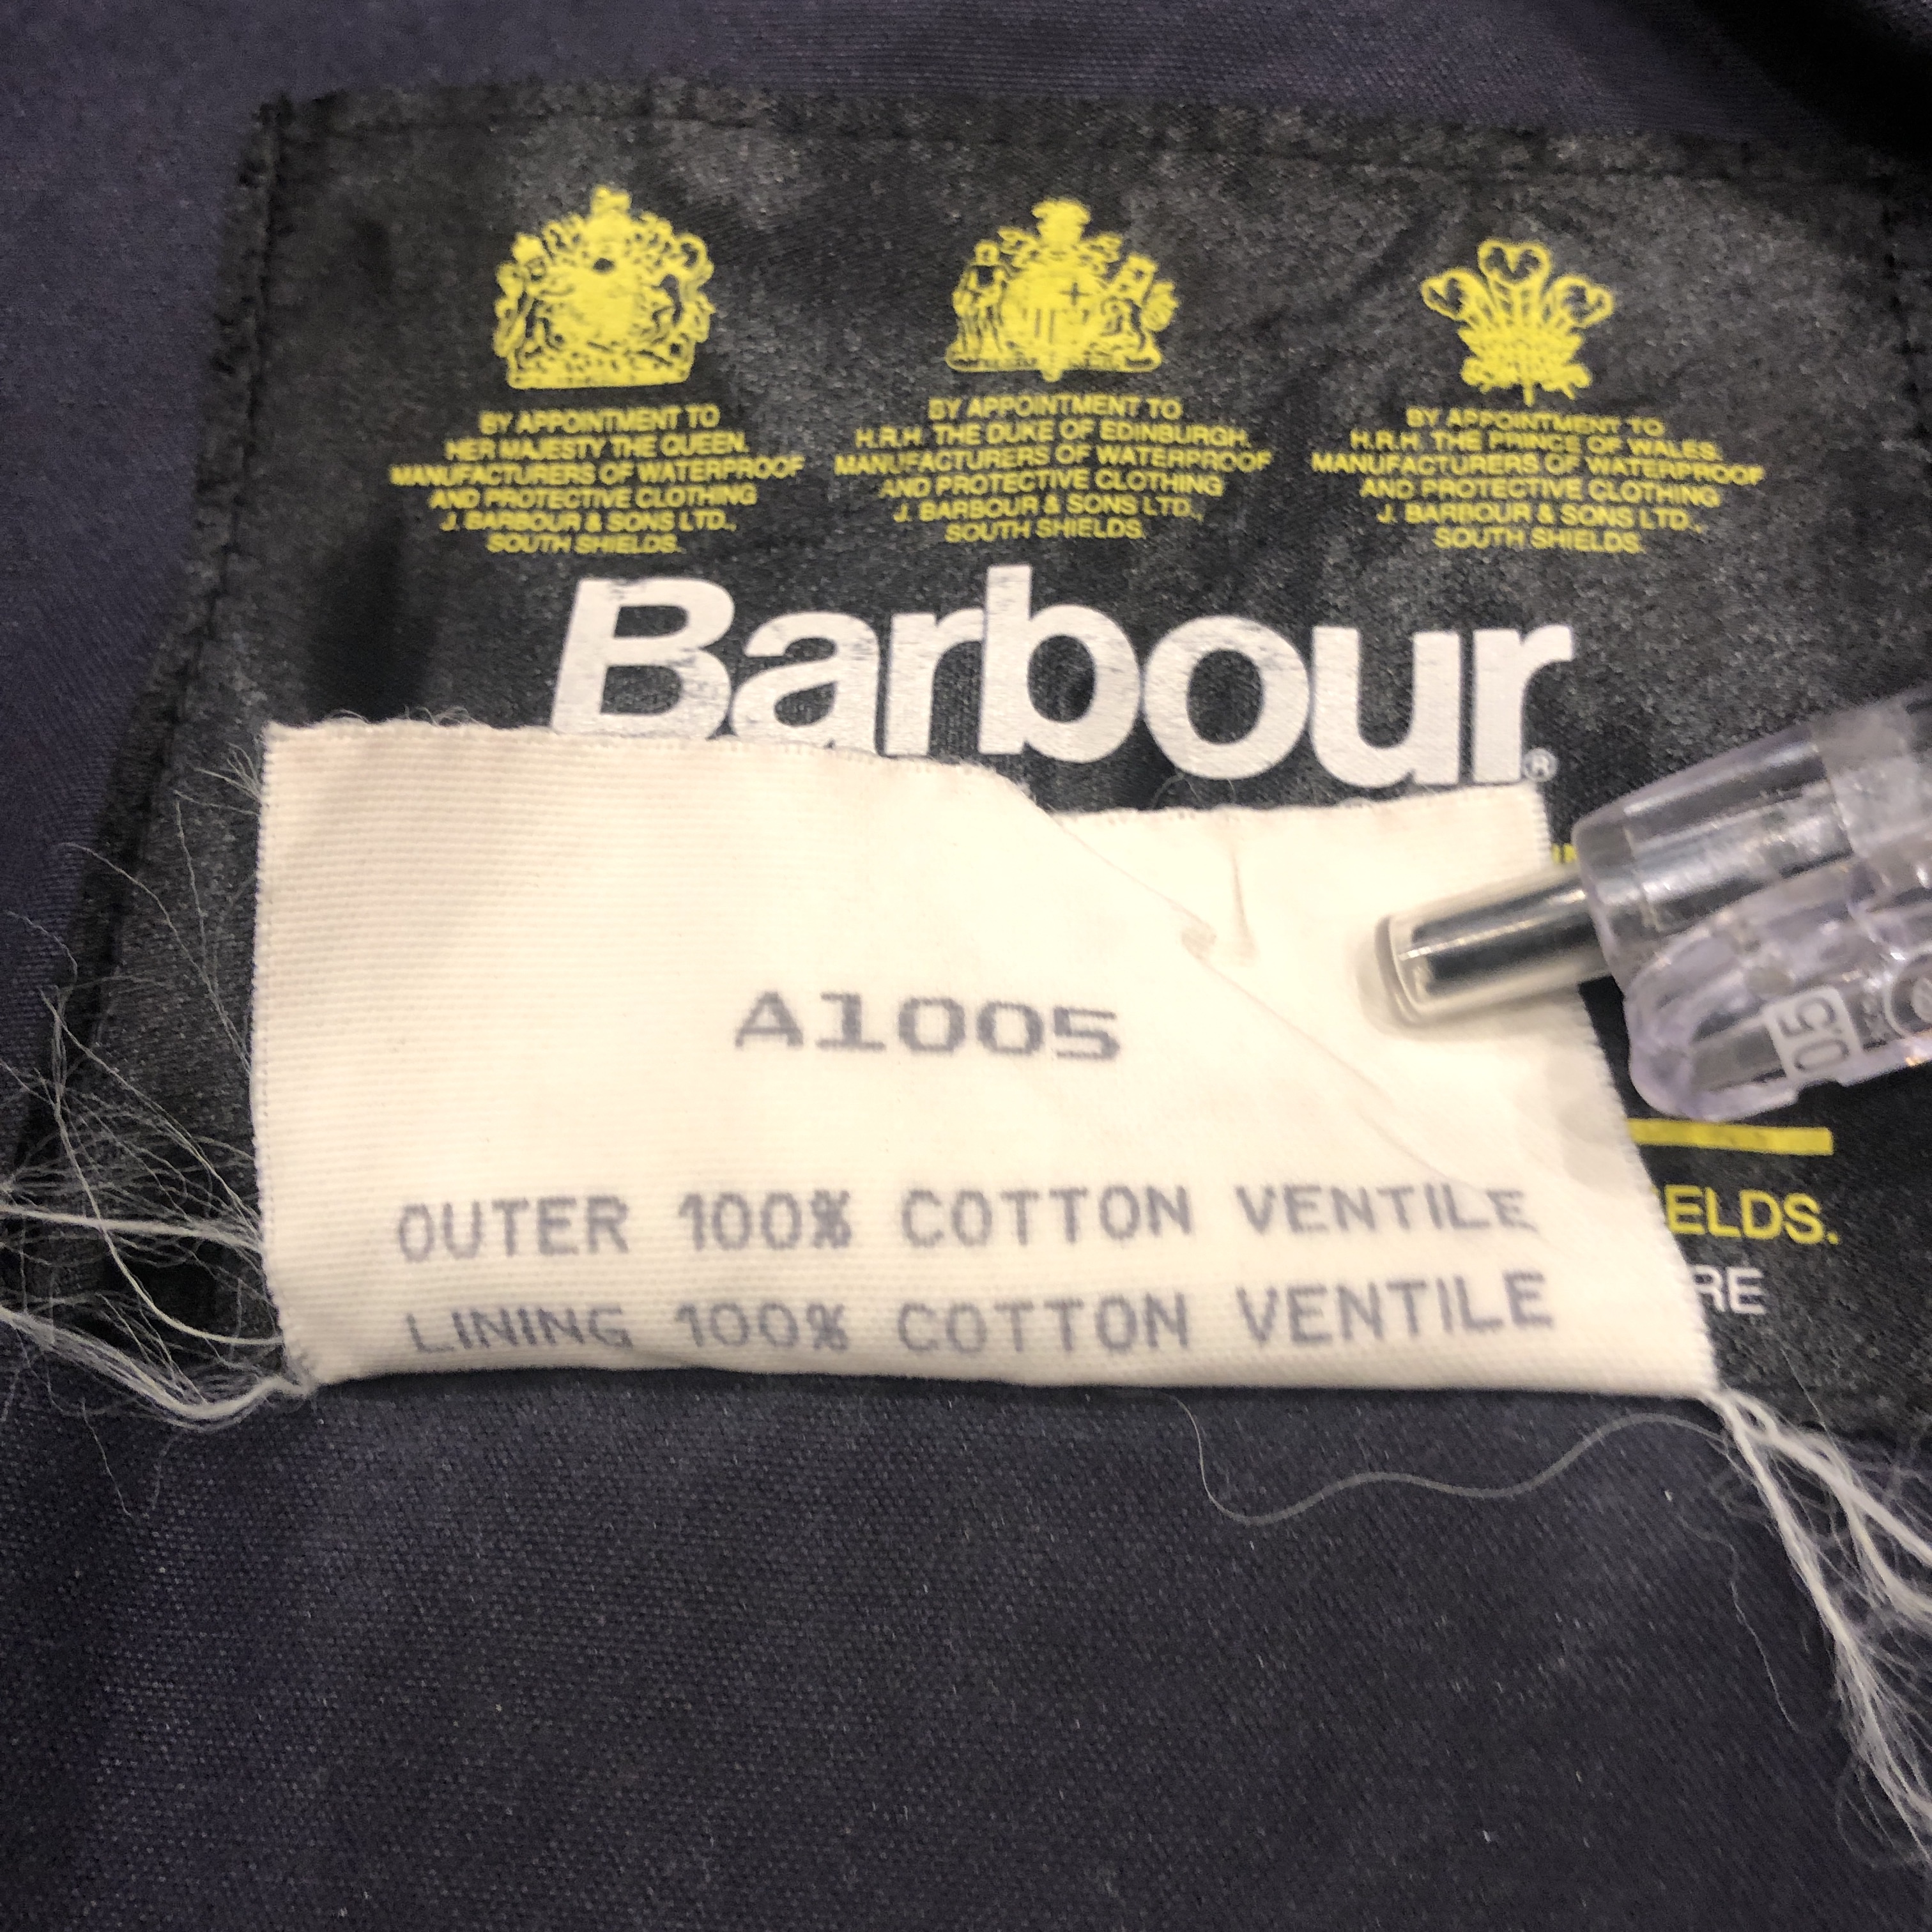 BY APPOINTMENT TO
HER MAJESTY THE QUEEN.
MANUFACTURERS OF WATERPROOF
AND PROTECTIVE CLOTHING
J. BARBOUR & SONS LTD.,
SOUTH SHIELDS.
BY APPOINTMENT TO
H.R.H. THE DUKE OF EDINBURGH.
MANUFACTURERS OF WATERPROOF
AND PROTECTIVE CLOTHING
J. BARBOUR & SONS LTD.,
SOUTH SHIELDS.
BY APPOINTMENT TO
H.R.H. THE PRINCE OF WALES.
MANUFACTURERS OF WATERPROOF
AND PROTECTIVE CLOTHING
J. BARBOUR & SONS LTD.,
SOUTH SHIELDS.
Barbour®
A1005
05
OUTER 100% COTTON VENTILE
ELDS.
LINING 100% COTTON VENTILE
RE